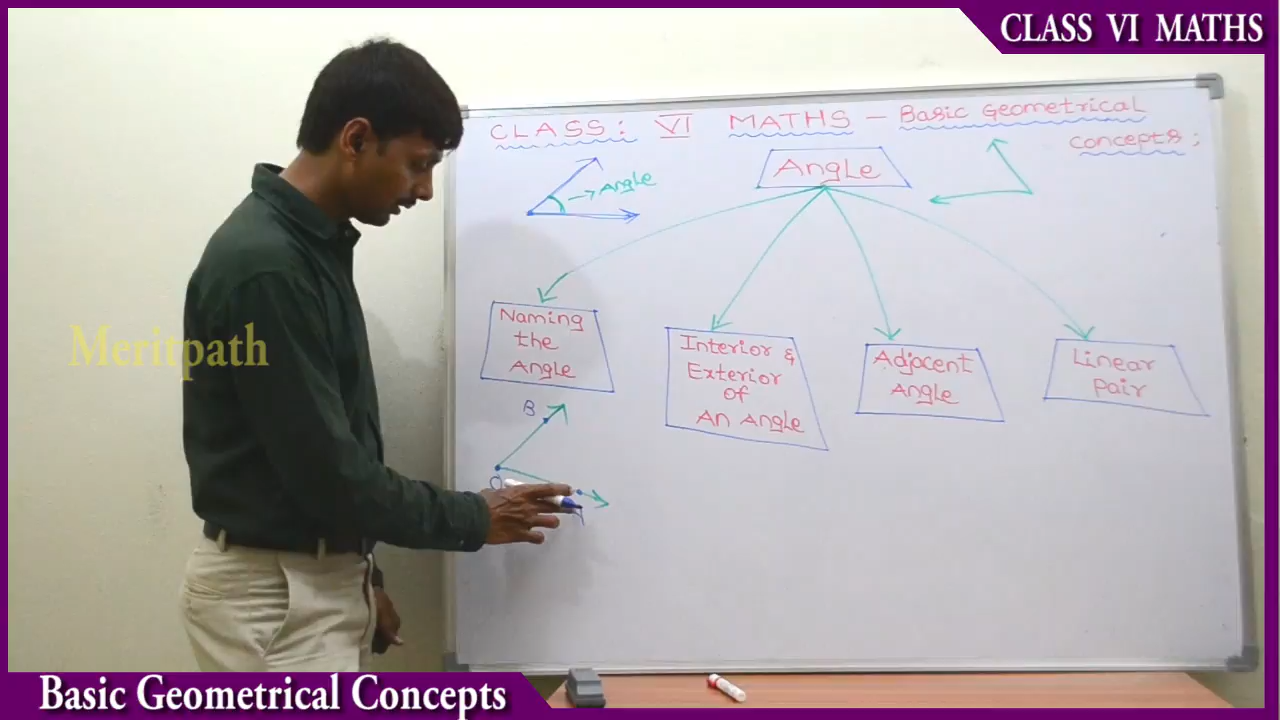 CLASS VI MATHS
CLASS: VI MATHS - Basic Geometrical
concepts;
Angle
Angle
Naming
the
Angle
Interior &
Exterior
of
An Angle
Adjacent
Angle
Linear
pair
B
O
A
Meritpath
Basic Geometrical Concepts